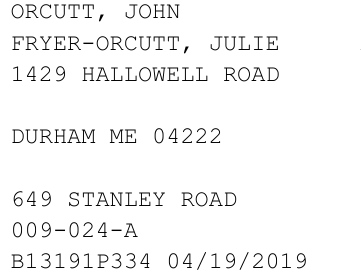 ORCUTT, JOHN
FRYER-ORCUTT, JULIE
1429 HALLOWELL ROAD
DURHAM ME 04222
649 STANLEY ROAD
009-024-A
B13191P334 04/19/2019